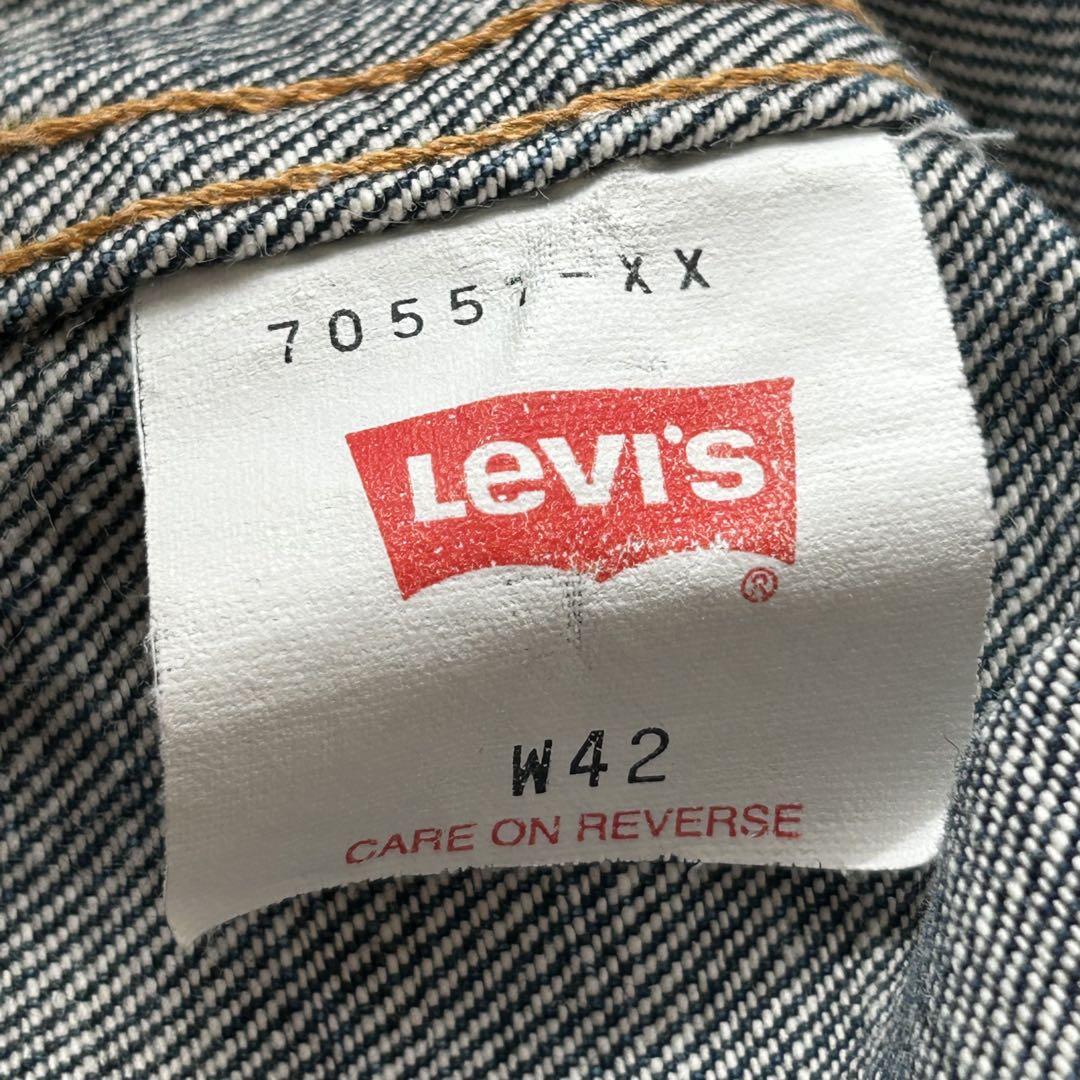 70557-XX
LEVI'S
®
W42
CARE ON REVERSE